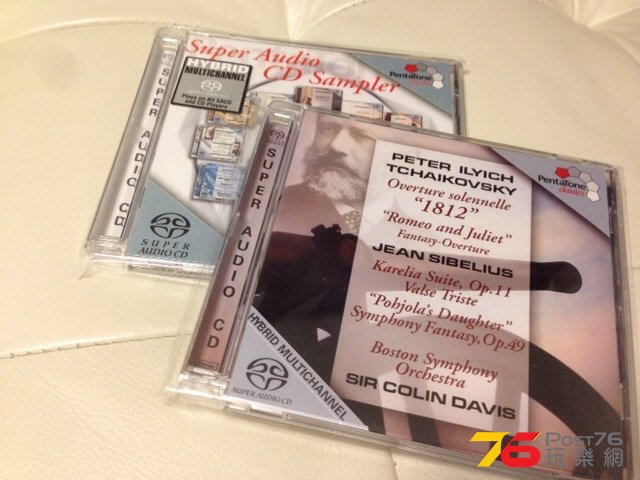 Super Audio
CD Sampler
HYBRID
MULTICHANNEL
Plays on All SACD
and CD Players
PENTATONE
classics
SUPER AUDIO CD
SUPER
AUDIO CD
PETER ILYICH
TCHAIKOVSKY
Overture solennelle
"1812"
"Romeo and Juliet"
Fantasy-Overture
JEAN SIBELIUS
Karelia Suite, Op.11
Valse Triste
"Pohjola's Daughter"
Symphony Fantasy, Op.49
Boston Symphony
Orchestra
SIR COLIN DAVIS
PENTATONE
classics
SUPER AUDIO CD
HYBRID MULTICHANNEL
SUPER AUDIO CD
76 POST76
玩樂網